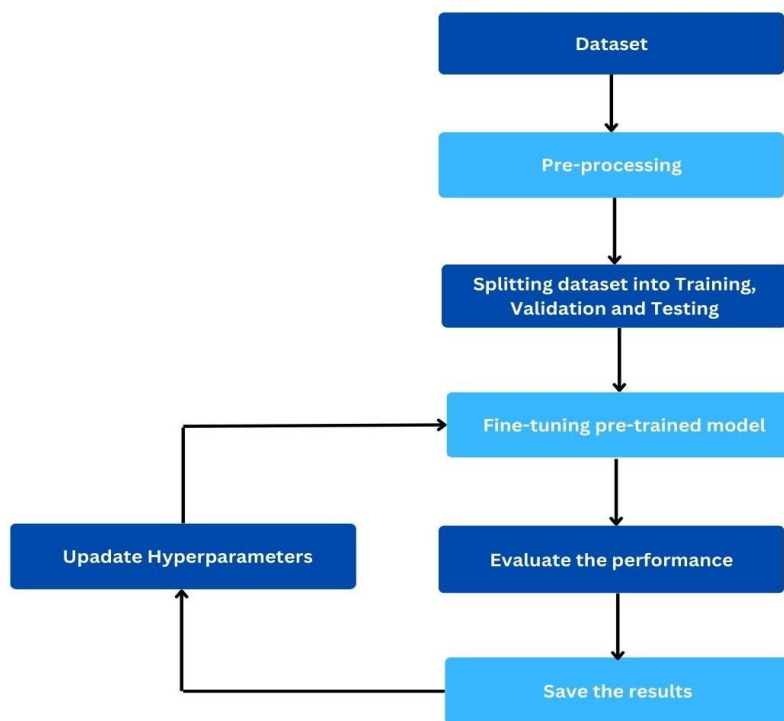 Dataset
Pre-processing
Splitting dataset into Training,
Validation and Testing
Fine-tuning pre-trained model
Upadate Hyperparameters
Evaluate the performance
Save the results